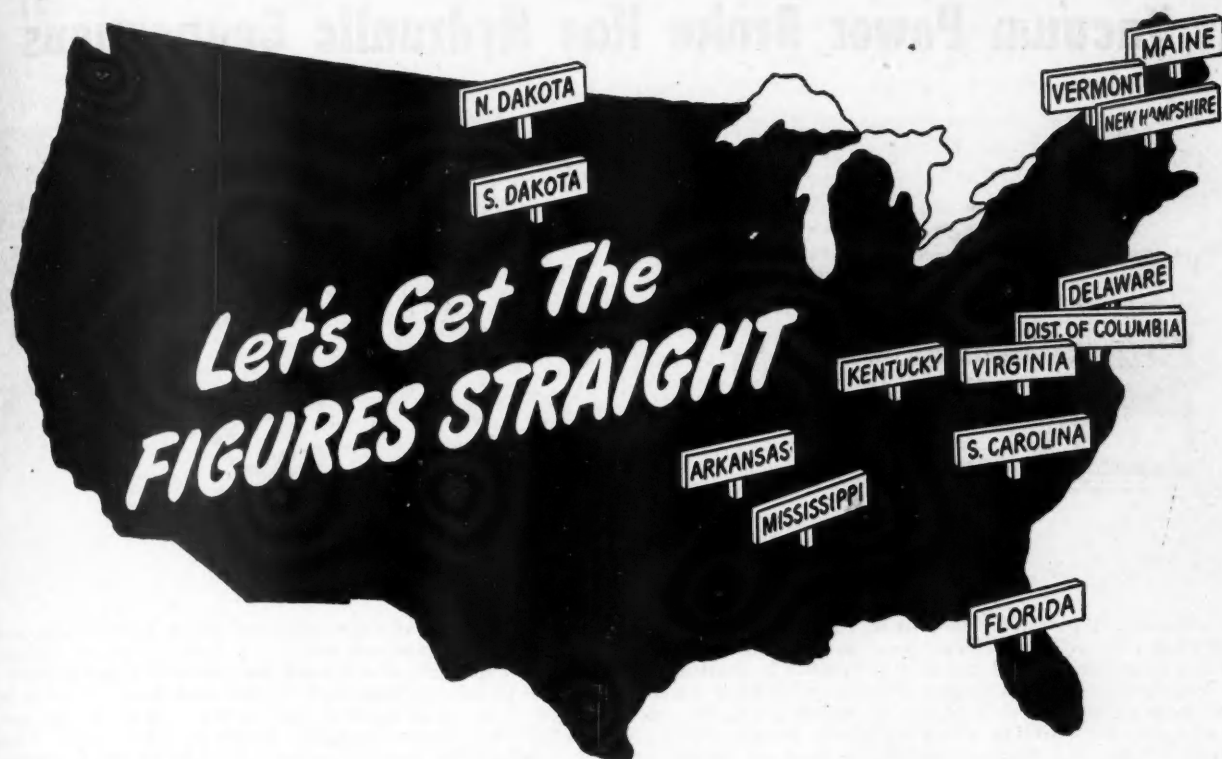 MAINE
VERMONT
NEW HAMPSHIRE
N. DAKOTA
S. DAKOTA
Let's Get The
FIGURES STRAIGHT
DELAWARE
DIST. OF COLUMBIA
KENTUCKY
VIRGINIA
S. CAROLINA
ARKANSAS
MISSISSIPPI
FLORIDA